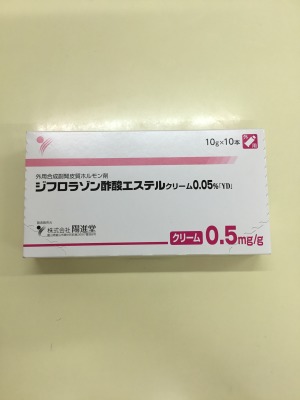 10g×10本
外用合成副腎皮質ホルモン剤
ジフロラゾン酢酸エステルクリーム0.05%「YD」
株式会社 陽進堂
クリーム 0.5mg/g